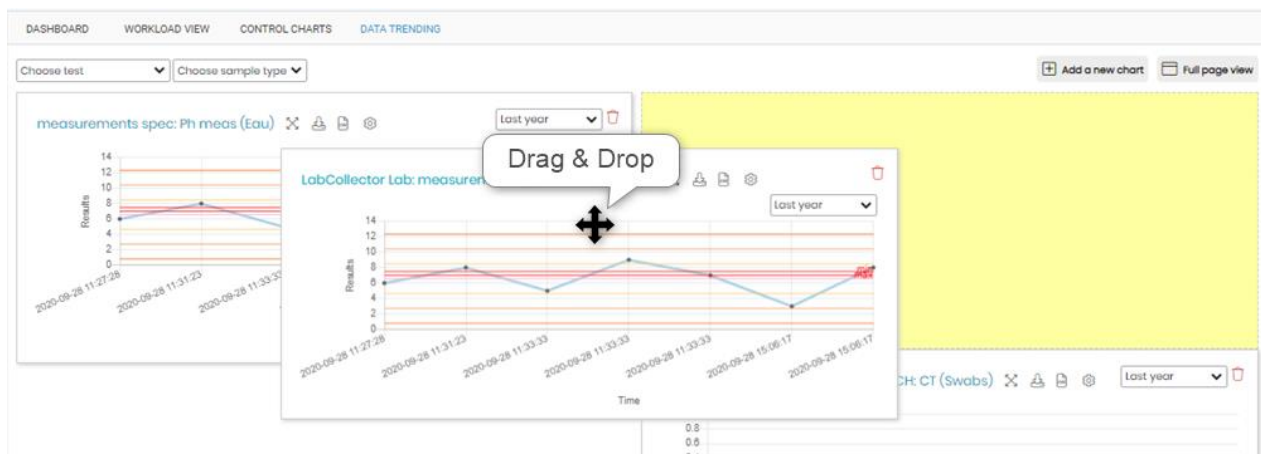 DASHBOARD WORKLOAD VIEW CONTROL CHARTS DATA TRENDING
Choose test Choose sample type Add a new chart Full page view
measurements spec: Ph meas (Eau) Last year
14
12
10
8
6
4
2
0
Results
2020-09-28 11:27:28 2020-09-28 11:31:23 2020-09-28 11:33:33
Drag & Drop
LabCollector Lab: measuren
Last year
14
12
10
8
6
4
2
0
Results
2020-09-28 11:27:28 2020-09-28 11:31:23 2020-09-28 11:33:33 2020-09-28 11:33:33 2020-09-28 11:33:33 2020-09-28 15:06:17 2020-09-28 15:06:17
Time
CH: CT (Swabs) Last year
0.8
0.6